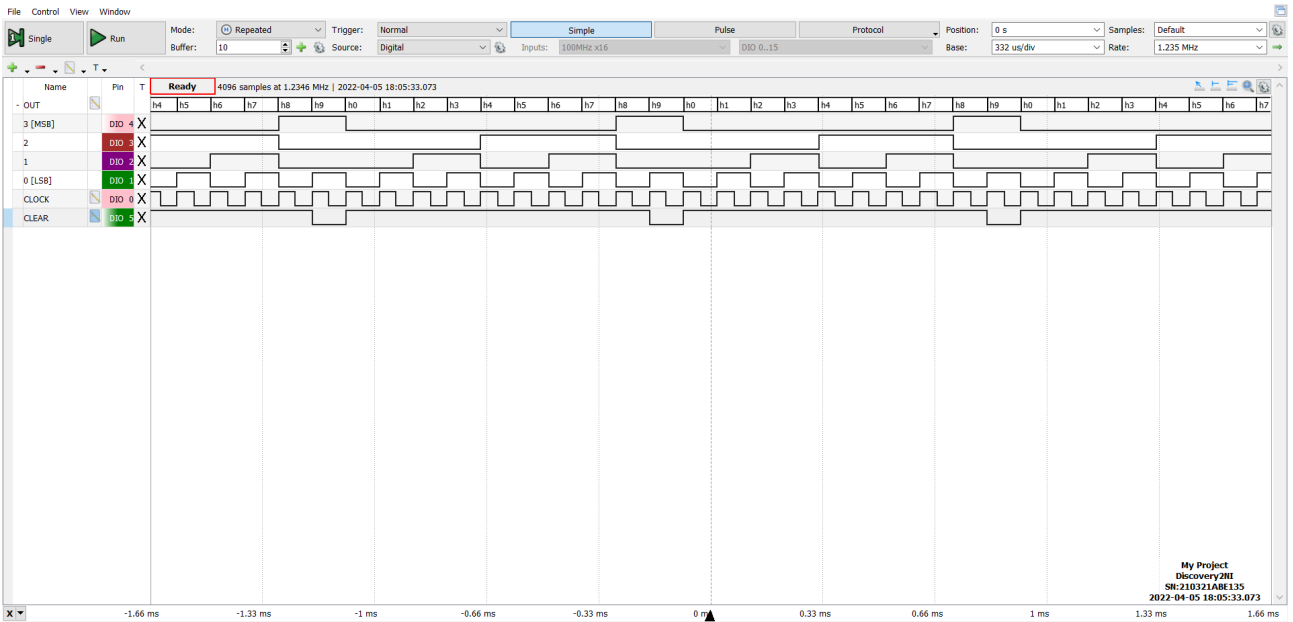 File Control View Window
Single Run Mode: Repeated Trigger: Normal Simple Pulse Protocol Position: 0 s Samples: Default
Buffer: 10 Source: Digital Inputs: 100MHz x16 DIO 0..15 Base: 332 us/div Rate: 1.235 MHz
T
Name Pin T Ready 4096 samples at 1.2346 MHz | 2022-04-05 18:05:33.073
- OUT h4 h5 h6 h7 h8 h9 h0 h1 h2 h3 h4 h5 h6 h7 h8 h9 h0 h1 h2 h3 h4 h5 h6 h7 h8 h9 h0 h1 h2 h3 h4 h5 h6 h7
3 [MSB] DIO 4 X
2 DIO 3 X
1 DIO 2 X
0 [LSB] DIO 1 X
CLOCK DIO 0 X
CLEAR DIO 5 X
My Project
Discovery2NI
SN:210321ABE135
2022-04-05 18:05:33.073
X -1.66 ms -1.33 ms -1 ms -0.66 ms -0.33 ms 0 ms 0.33 ms 0.66 ms 1 ms 1.33 ms 1.66 ms